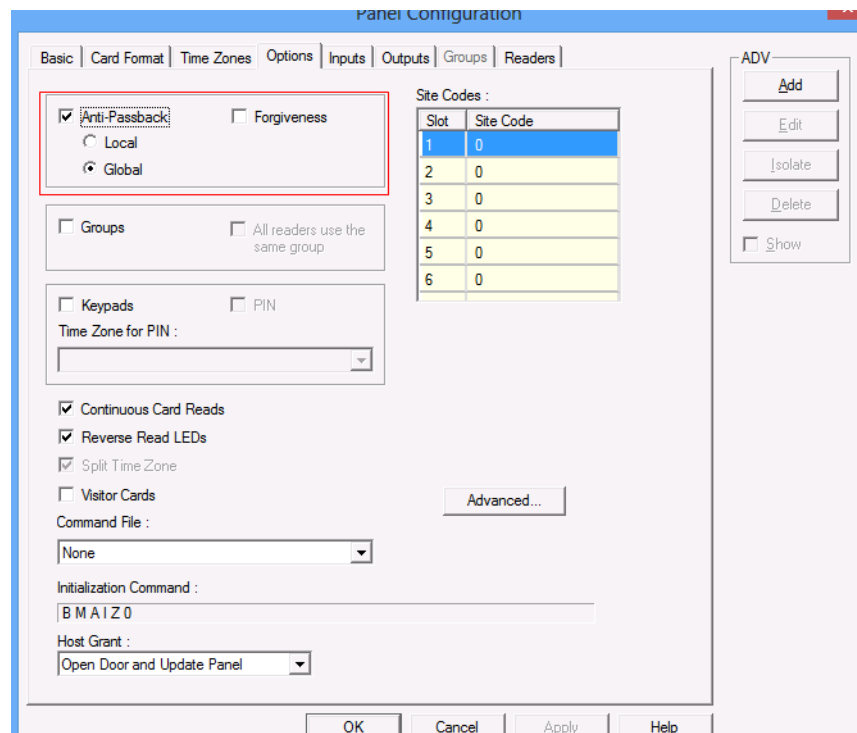 Panel Configuration
Basic Card Format Time Zones Options Inputs Outputs Groups Readers
Anti-Passback Forgiveness
Local
Global
Groups All readers use the
same group
Keypads PIN
Time Zone for PIN :
Continuous Card Reads
Reverse Read LEDs
Split Time Zone
Visitor Cards
Command File :
None
Initialization Command :
B M A I Z 0
Host Grant :
Open Door and Update Panel
Site Codes :
Slot Site Code
1 0
2 0
3 0
4 0
5 0
6 0
Advanced...
ADV
Add
Edit
Isolate
Delete
Show
OK Cancel Apply Help